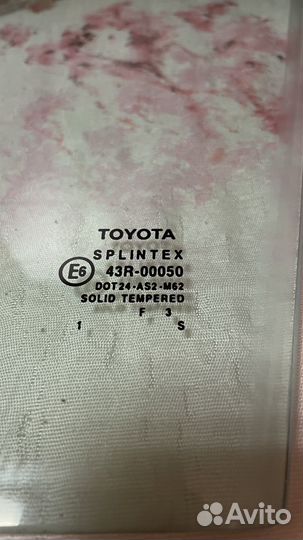 TOYOTA
SPLINTEX
E6 43R-00050
DOT24-AS2-M62
SOLID TEMPERED
F 3
1 S
Avito